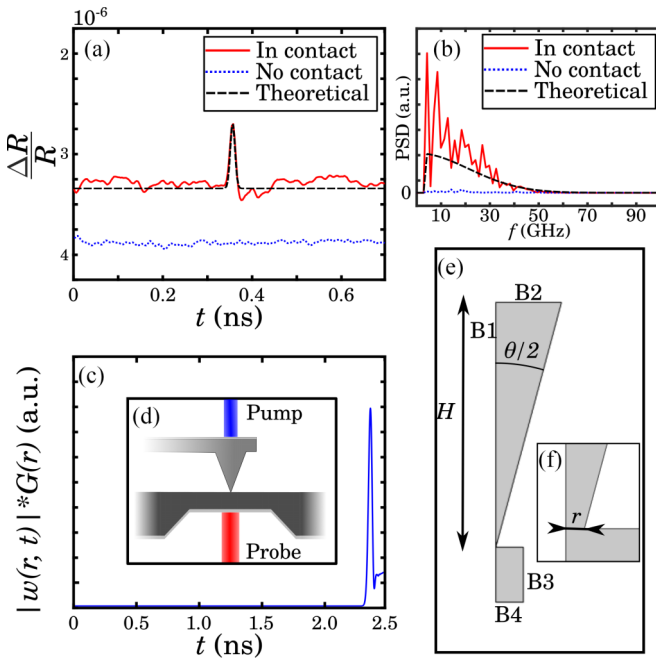 10⁻⁶
(a)
In contact
No contact
Theoretical
2
3
4
ΔR
R
0
0.2
0.4
0.6
t (ns)
(b)
In contact
No contact
Theoretical
PSD (a.u.)
0
10
30
50
70
90
f (GHz)
(c)
|w(r, t)|*G(r) (a.u.)
(d)
Pump
Probe
0
0.5
1.0
1.5
2.0
2.5
t (ns)
(e)
B2
B1
θ/2
H
(f)
r
B3
B4